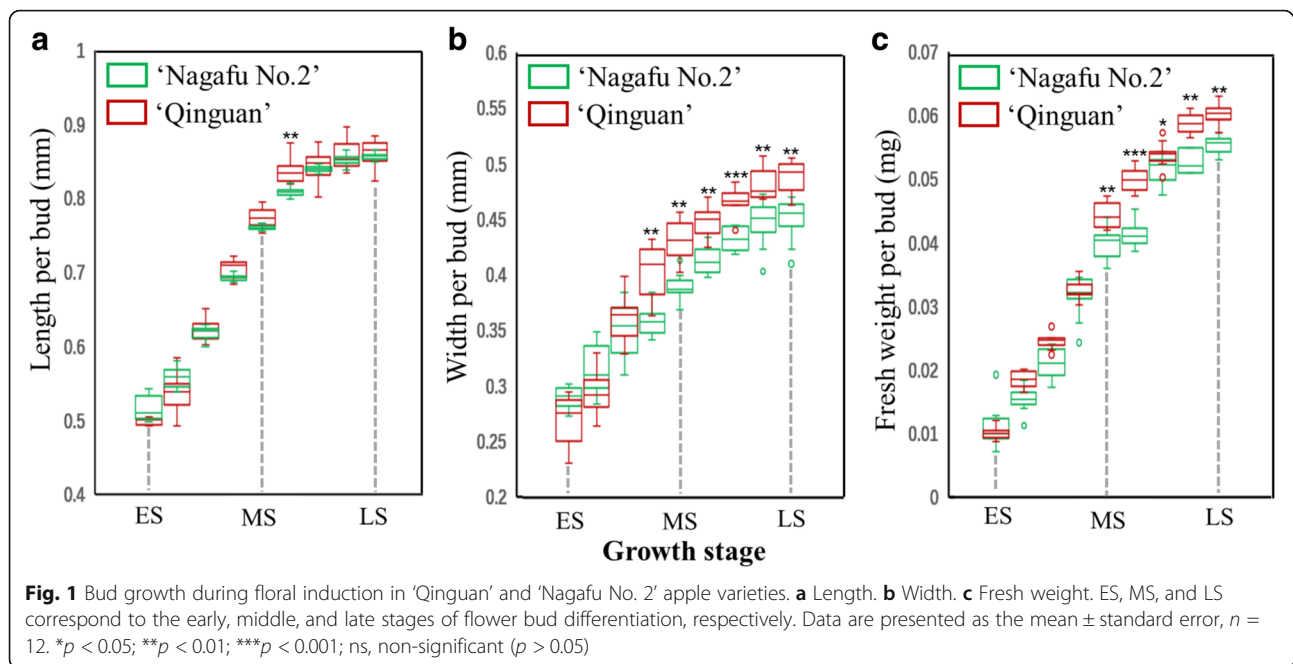 a
1
0.9
0.8
0.7
0.6
0.5
0.4
Length per bud (mm)
‘Nagafu No.2’
‘Qinguan’
**
ES MS LS
b
0.6
0.55
0.5
0.45
0.4
0.35
0.3
0.25
0.2
Width per bud (mm)
‘Nagafu No.2’
‘Qinguan’
** ** ** *** ** **
ES MS LS
Growth stage
c
0.07
0.06
0.05
0.04
0.03
0.02
0.01
0
Fresh weight per bud (mg)
‘Nagafu No.2’
‘Qinguan’
** *** * ** **
ES MS LS
Fig. 1 Bud growth during floral induction in ‘Qinguan’ and ‘Nagafu No. 2’ apple varieties. a Length. b Width. c Fresh weight. ES, MS, and LS
correspond to the early, middle, and late stages of flower bud differentiation, respectively. Data are presented as the mean ± standard error, n =
12. *p < 0.05; **p < 0.01; ***p < 0.001; ns, non-significant (p > 0.05)